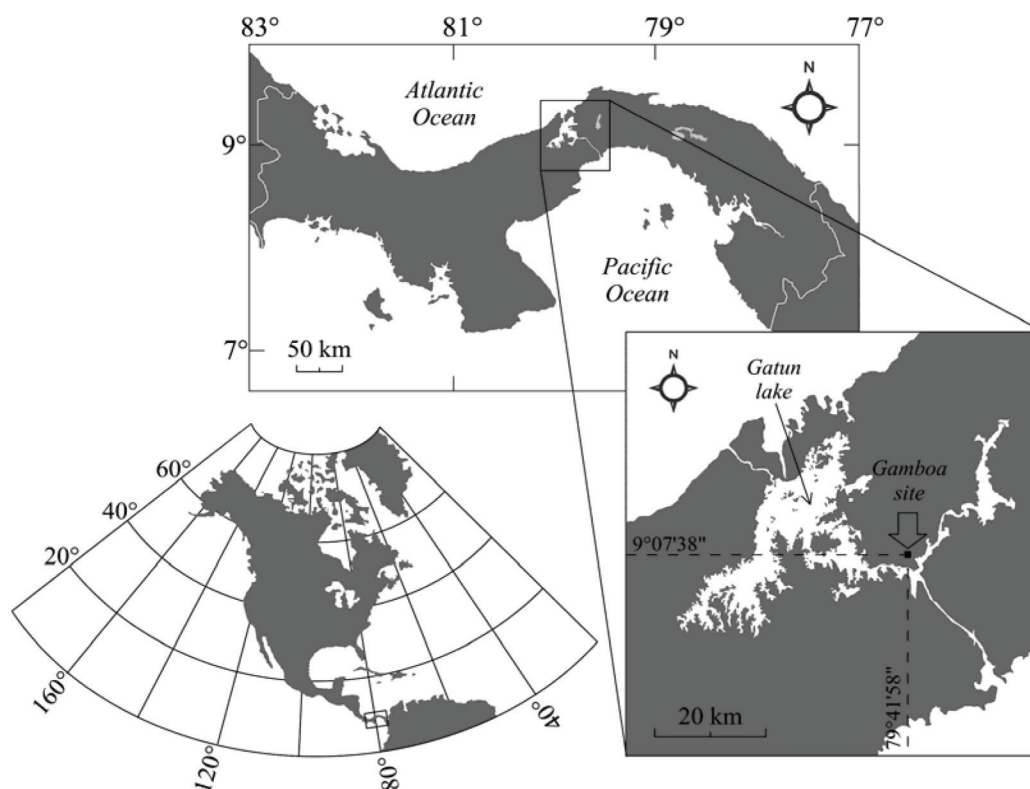 83°
81°
79°
77°
Atlantic
Ocean
N
9°
Pacific
Ocean
7°
50 km
N
Gatun
lake
Gamboa
site
9°07'38"
79°41'58"
20 km
60°
40°
20°
160°
120°
80°
40°